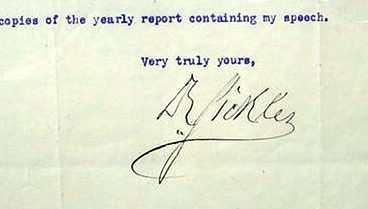 copies of the yearly report containing my speech.
Very truly yours,
D E Sickles